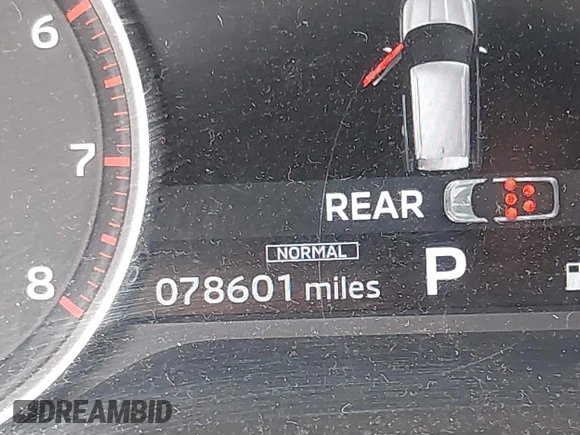 6
7
8
REAR
NORMAL
078601 miles
P
DREAMBID